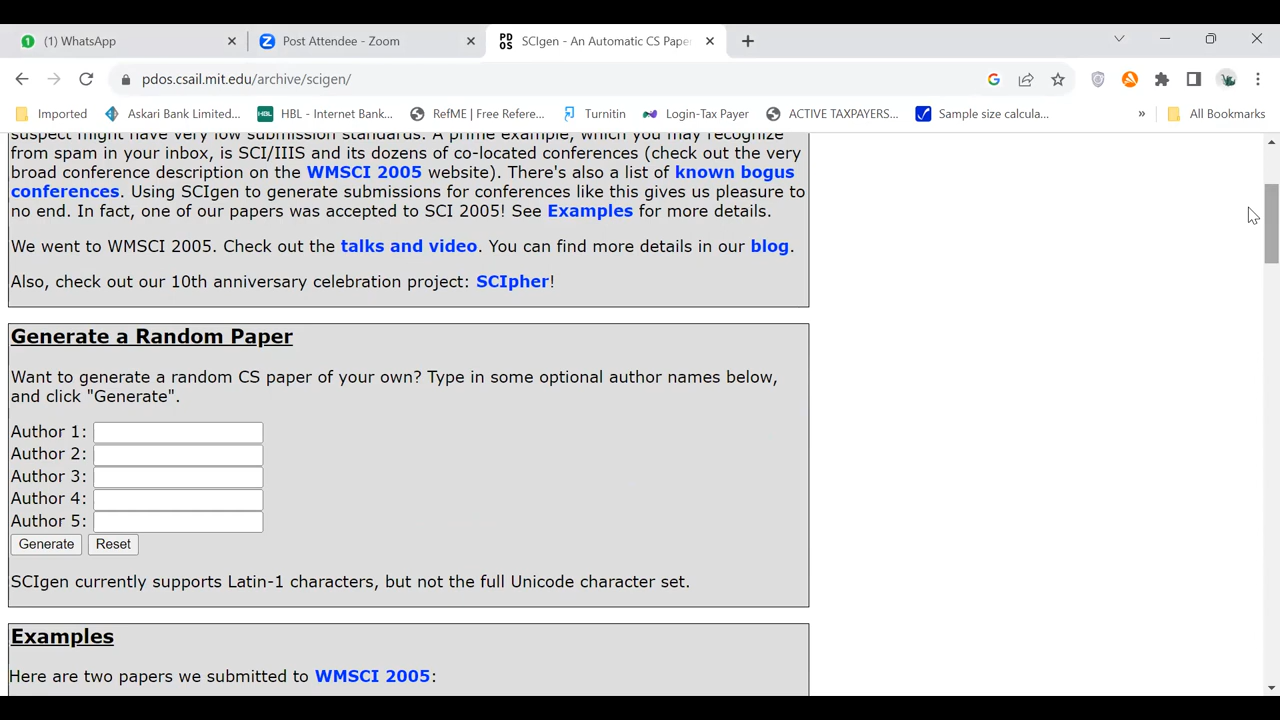 (1) WhatsApp
Post Attendee - Zoom
PD OS
SCIgen - An Automatic CS Pape
pdos.csail.mit.edu/archive/scigen/
Imported
Askari Bank Limited...
HBL
HBL - Internet Bank...
RefME | Free Refere...
Turnitin
Login-Tax Payer
ACTIVE TAXPAYERS...
Sample size calcula...
»
All Bookmarks
suspect might have very low submission standards. A prime example, which you may recognize
from spam in your inbox, is SCI/IIIS and its dozens of co-located conferences (check out the very
broad conference description on the WMSCI 2005 website). There's also a list of known bogus
conferences. Using SCIgen to generate submissions for conferences like this gives us pleasure to
no end. In fact, one of our papers was accepted to SCI 2005! See Examples for more details.
We went to WMSCI 2005. Check out the talks and video. You can find more details in our blog.
Also, check out our 10th anniversary celebration project: SCIpher!
Generate a Random Paper
Want to generate a random CS paper of your own? Type in some optional author names below,
and click "Generate".
Author 1:
Author 2:
Author 3:
Author 4:
Author 5:
Generate Reset
SCIgen currently supports Latin-1 characters, but not the full Unicode character set.
Examples
Here are two papers we submitted to WMSCI 2005: